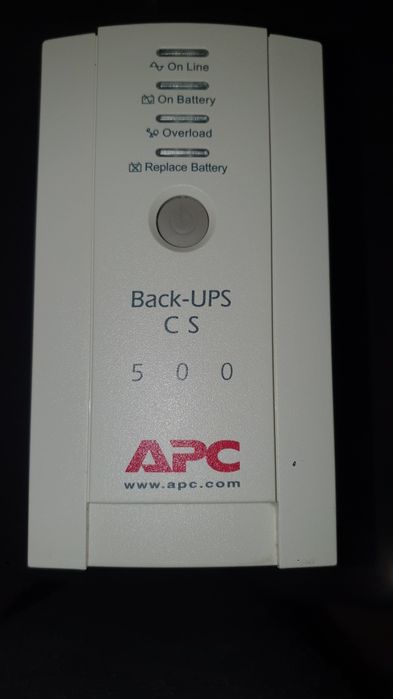 On Line
On Battery
Overload
Replace Battery
Back-UPS
CS
500
APC
www.apc.com